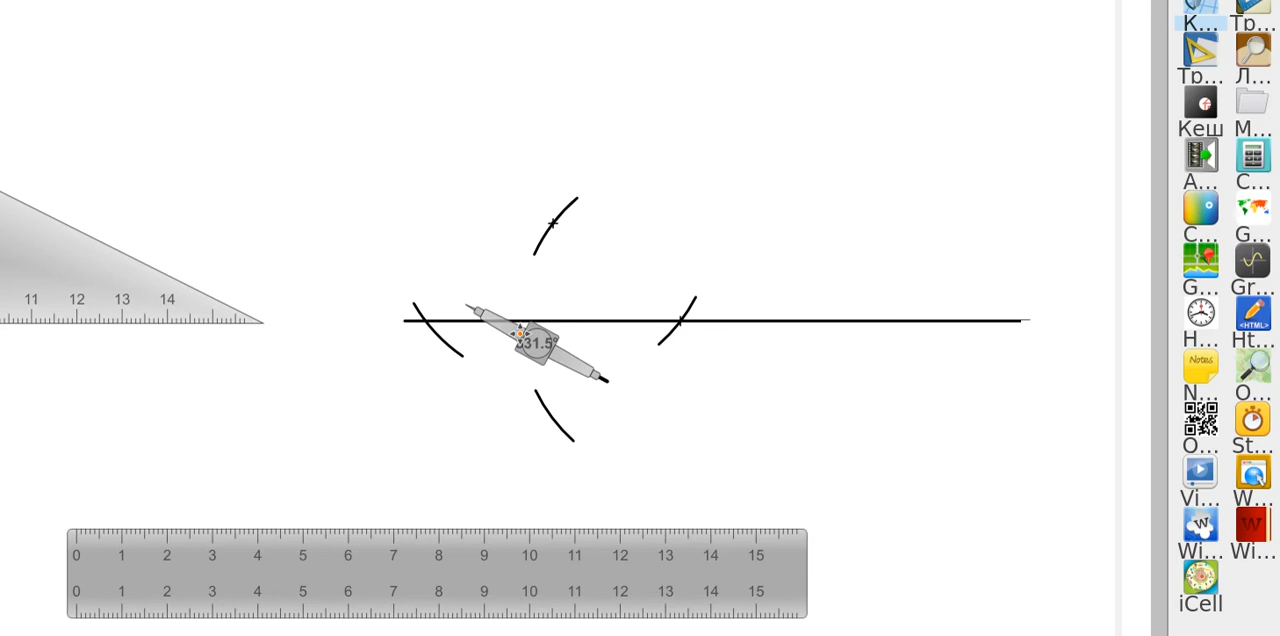 К... Тр...
Тр... Л...
Кеш М...
A... C...
C... G...
G... Gr...
H... <HTML> Ht...
Notes
N... O...
O... St...
Vi... W...
W W
Wi... Wi...
iCell
11 12 13 14
331.5°
0 1 2 3 4 5 6 7 8 9 10 11 12 13 14 15
0 1 2 3 4 5 6 7 8 9 10 11 12 13 14 15